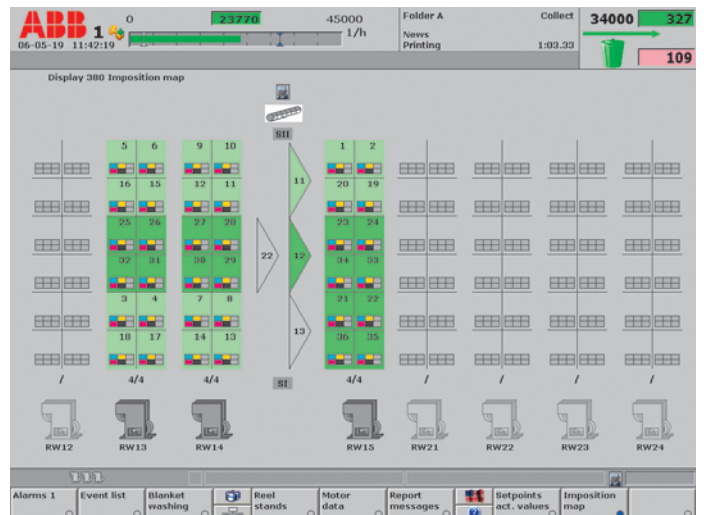 ABB 1
0 23770 45000
1/h
06-05-19 11:42:19
Folder A Collect
News
Printing 1:03.33
34000 327
109
Display 380 Imposition map
SII
5 6 9 10 1 2
16 15 12 11 11 20 19
25 26 27 28 23 24
32 31 30 29 22 12 34 33
3 4 7 8 21 22
18 17 14 13 13 36 35
/ 4/4 4/4 SI 4/4 / / / /
RW12 RW13 RW14 RW15 RW21 RW22 RW23 RW24
Alarms 1 Event list Blanket washing Reel stands Motor data Report messages ? Setpoints act. values Imposition map